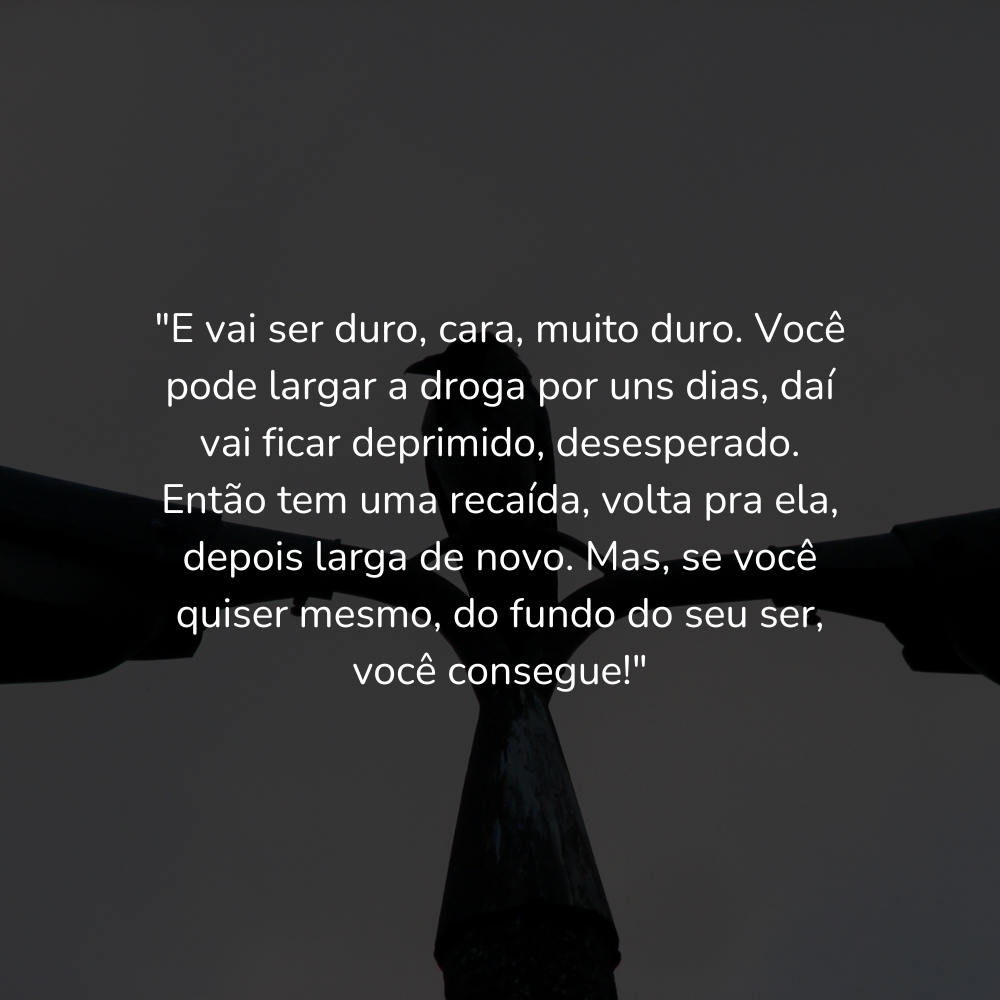 "E vai ser duro, cara, muito duro. Você
pode largar a droga por uns dias, daí
vai ficar deprimido, desesperado.
Então tem uma recaída, volta pra ela,
depois larga de novo. Mas, se você
quiser mesmo, do fundo do seu ser,
você consegue!"